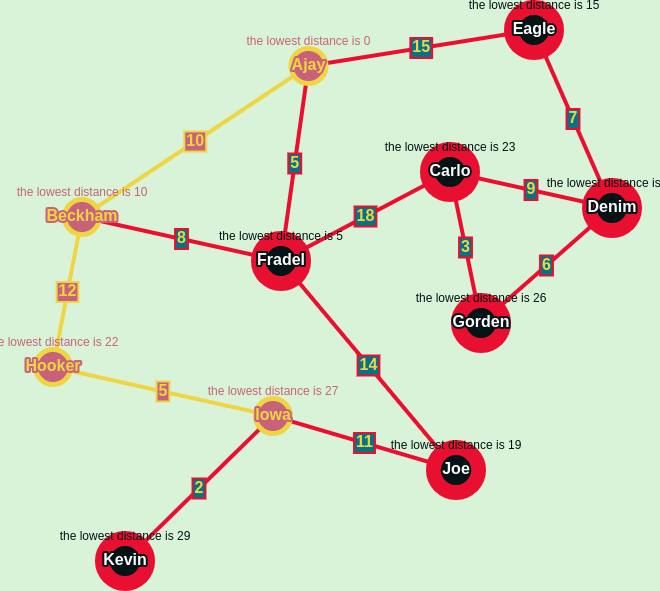 the lowest distance is 15
Eagle
the lowest distance is 0
15
Ajay
7
10
the lowest distance is 23
5
Carlo
the lowest distance is
9
the lowest distance is 10
Denim
Beckham
18
8
the lowest distance is 5
3
Fradel
6
12
the lowest distance is 26
Gorden
the lowest distance is 22
Hooker
14
5
the lowest distance is 27
Iowa
11
the lowest distance is 19
Joe
2
the lowest distance is 29
Kevin